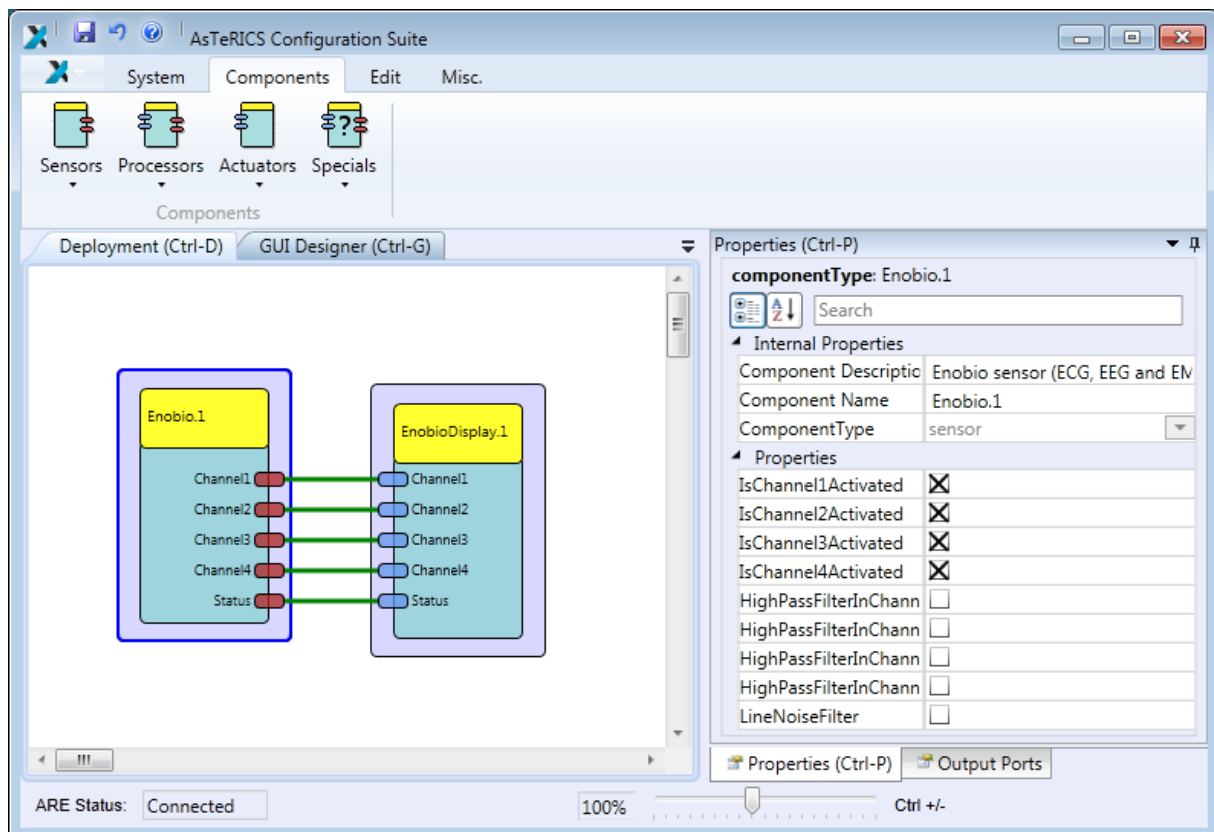 AsTeRICS Configuration Suite
System Components Edit Misc.
Sensors Processors Actuators Specials
Components
Deployment (Ctrl-D) GUI Designer (Ctrl-G)
Properties (Ctrl-P)
componentType: Enobio.1
Search
Internal Properties
Component Descriptio Enobio sensor (ECG, EEG and EM
Component Name Enobio.1
ComponentType sensor
Properties
IsChannel1Activated
IsChannel2Activated
IsChannel3Activated
IsChannel4Activated
HighPassFilterInChann
HighPassFilterInChann
HighPassFilterInChann
HighPassFilterInChann
LineNoiseFilter
Properties (Ctrl-P) Output Ports
Enobio.1
Channel1
Channel2
Channel3
Channel4
Status
EnobioDisplay.1
Channel1
Channel2
Channel3
Channel4
Status
ARE Status: Connected 100% Ctrl +/-